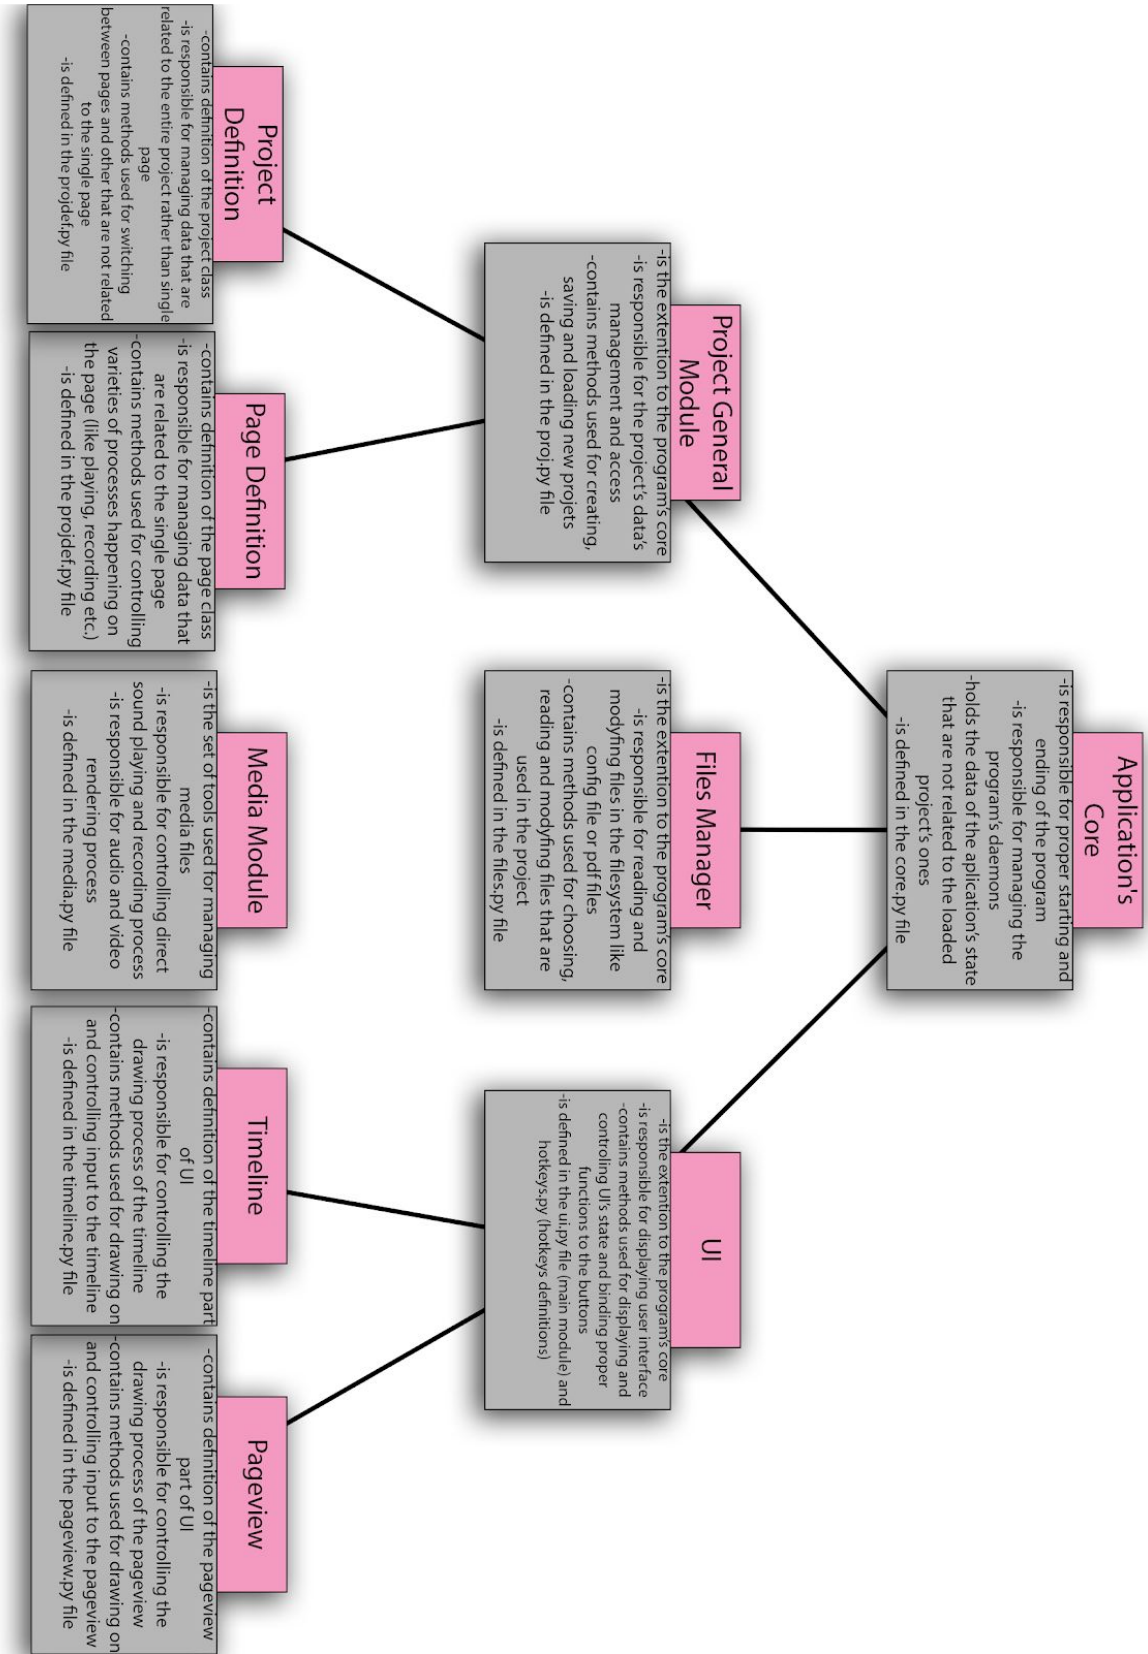 Application's
Core
-is responsible for proper starting and
ending of the program
-is responsible for managing the
program's daemons
-holds the data of the application's state
that are not related to the loaded
project's ones
-is defined in the core.py file
Project General
Module
-is the extention to the program's core
-is responsible for the project's data's
management and access
-contains methods used for creating,
saving and loading new projets
-is defined in the proj.py file
Files Manager
-is the extention to the program's core
-is responsible for reading and
modyfing files in the filesystem like
config file or pdf files
-contains methods used for choosing,
reading and modyfing files that are
used in the project
-is defined in the files.py file
UI
-is the extention to the program's core
-is responsible for displaying user interface
-contains methods used for displaying and
controling UI's state and binding proper
functions to the buttons
-is defined in the ui.py file (main module) and
hotkeys.py (hotkeys definitions)
Project
Definition
-contains definition of the project class
-is responsible for managing data that are
related to the entire project rather than single
page
-contains methods used for switching
between pages and other that are not related
to the single page
-is defined in the projdef.py file
Page Definition
-contains definition of the page class
-is responsible for managing data that
are related to the single page
-contains methods used for controlling
varieties of processes happening on
the page (like playing, recording etc.)
-is defined in the projdef.py file
Media Module
-is the set of tools used for managing
media files
-is responsible for controlling direct
sound playing and recording process
-is responsible for audio and video
rendering process
-is defined in the media.py file
Timeline
-contains definition of the timeline part
of UI
-is responsible for controlling the
drawing process of the timeline
-contains methods used for drawing on
and controlling input to the timeline
-is defined in the timeline.py file
Pageview
-contains definition of the pageview
part of UI
-is responsible for controlling the
drawing process of the pageview
-contains methods used for drawing on
and controlling input to the pageview
-is defined in the pageview.py file